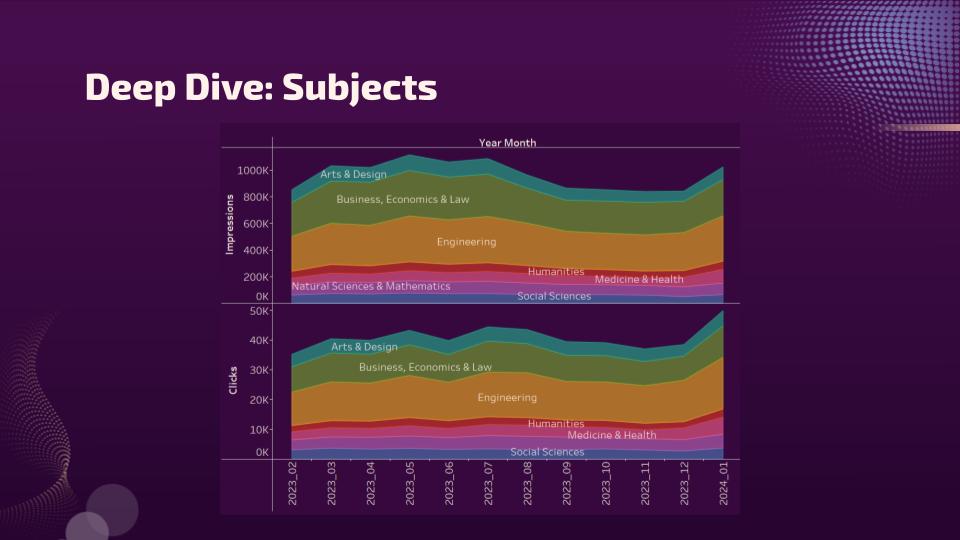 Deep Dive: Subjects
Year Month
Impressions
1000K
800K
600K
400K
200K
0K
Arts & Design
Business, Economics & Law
Engineering
Humanities
Medicine & Health
Natural Sciences & Mathematics
Social Sciences
Clicks
50K
40K
30K
20K
10K
0K
Arts & Design
Business, Economics & Law
Engineering
Humanities
Medicine & Health
Social Sciences
2023_02
2023_03
2023_04
2023_05
2023_06
2023_07
2023_08
2023_09
2023_10
2023_11
2023_12
2024_01